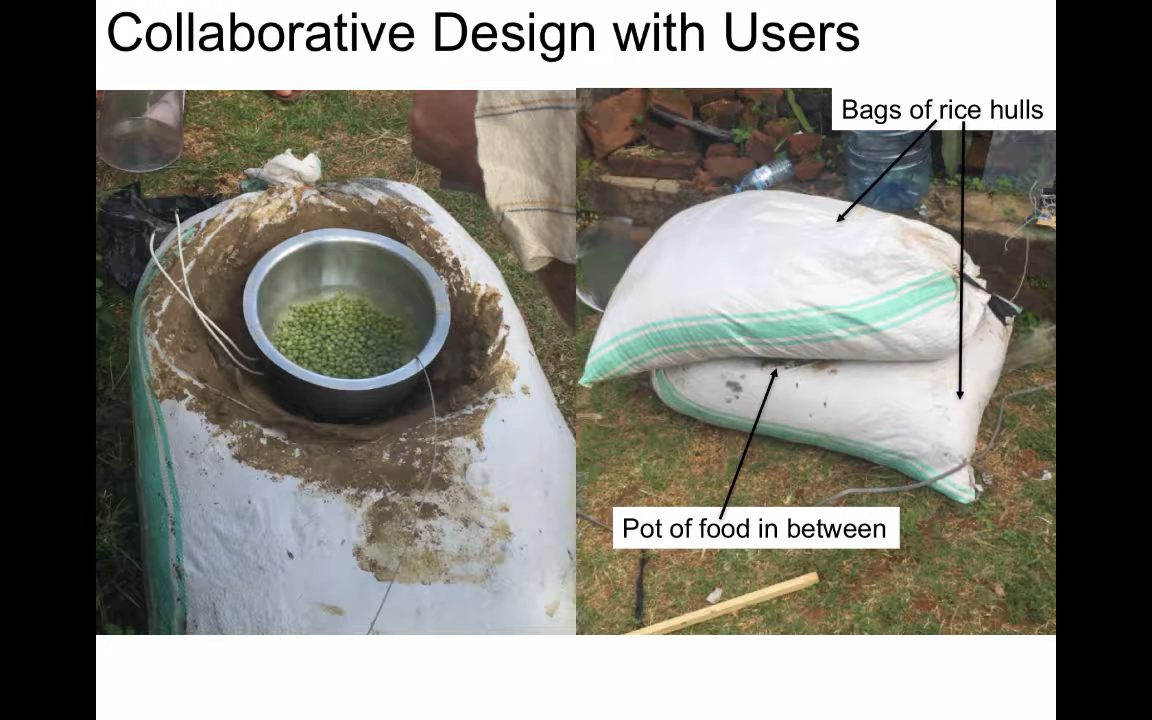 Collaborative Design with Users
Bags of rice hulls
Pot of food in between